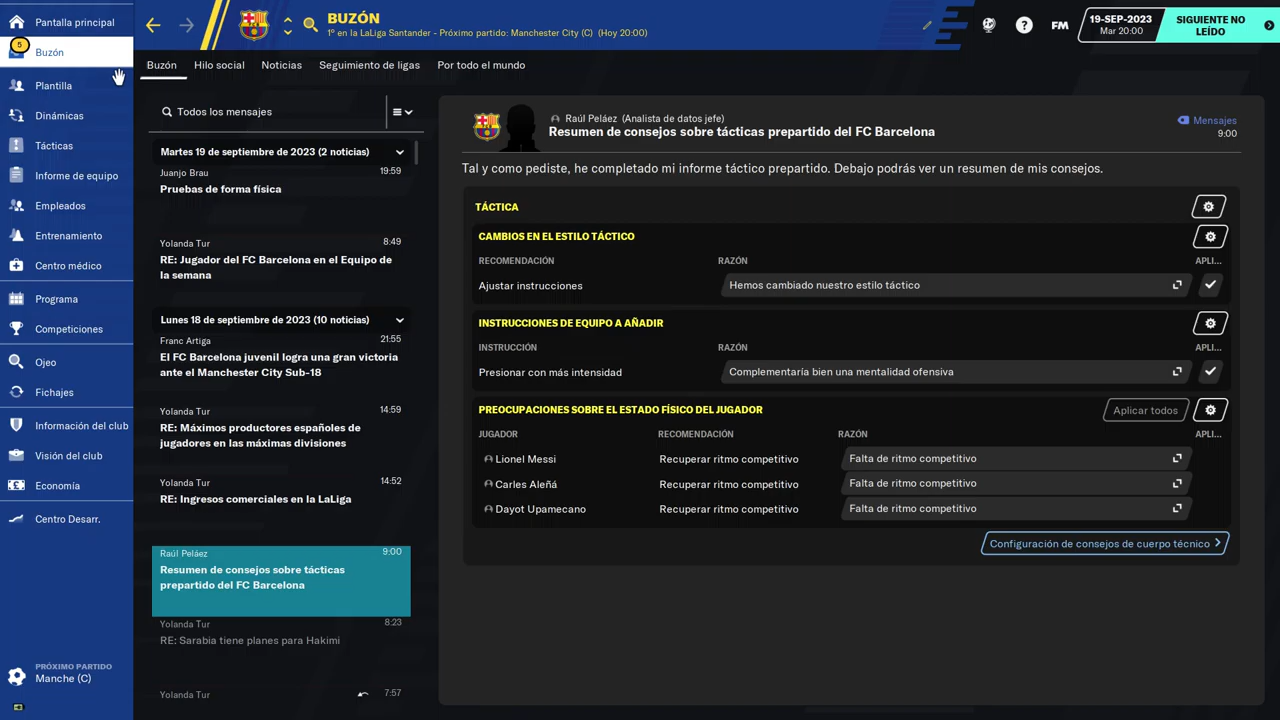 Pantalla principal
5
Buzón
Plantilla
Dinámicas
Tácticas
Informe de equipo
Empleados
Entrenamiento
Centro médico
Programa
Competiciones
Ojeo
Fichajes
Información del club
Visión del club
Economía
Centro Desarr.
PRÓXIMO PARTIDO
Manche (C)
BUZÓN
1º en la LaLiga Santander - Próximo partido: Manchester City (C) (Hoy 20:00)
?
FM
19-SEP-2023
Mar 20:00
SIGUIENTE NO
LEÍDO
Buzón Hilo social Noticias Seguimiento de ligas Por todo el mundo
Todos los mensajes
Martes 19 de septiembre de 2023 (2 noticias)
Juanjo Brau 19:59
Pruebas de forma física
Yolanda Tur 8:49
RE: Jugador del FC Barcelona en el Equipo de
la semana
Lunes 18 de septiembre de 2023 (10 noticias)
Franc Artiga 21:55
El FC Barcelona juvenil logra una gran victoria
ante el Manchester City Sub-18
Yolanda Tur 14:59
RE: Máximos productores españoles de
jugadores en las máximas divisiones
Yolanda Tur 14:52
RE: Ingresos comerciales en la LaLiga
Raúl Peláez 9:00
Resumen de consejos sobre tácticas
prepartido del FC Barcelona
Yolanda Tur 8:23
RE: Sarabia tiene planes para Hakimi
Yolanda Tur 7:57
Raúl Peláez (Analista de datos jefe)
Resumen de consejos sobre tácticas prepartido del FC Barcelona
Mensajes
9:00
Tal y como pediste, he completado mi informe táctico prepartido. Debajo podrás ver un resumen de mis consejos.
TÁCTICA
CAMBIOS EN EL ESTILO TÁCTICO
RECOMENDACIÓN RAZÓN APLI...
Ajustar instrucciones Hemos cambiado nuestro estilo táctico
INSTRUCCIONES DE EQUIPO A AÑADIR
INSTRUCCIÓN RAZÓN APLI...
Presionar con más intensidad Complementaría bien una mentalidad ofensiva
PREOCUPACIONES SOBRE EL ESTADO FÍSICO DEL JUGADOR Aplicar todos
JUGADOR RECOMENDACIÓN RAZÓN APLI...
Lionel Messi Recuperar ritmo competitivo Falta de ritmo competitivo
Carles Aleñá Recuperar ritmo competitivo Falta de ritmo competitivo
Dayot Upamecano Recuperar ritmo competitivo Falta de ritmo competitivo
Configuración de consejos de cuerpo técnico